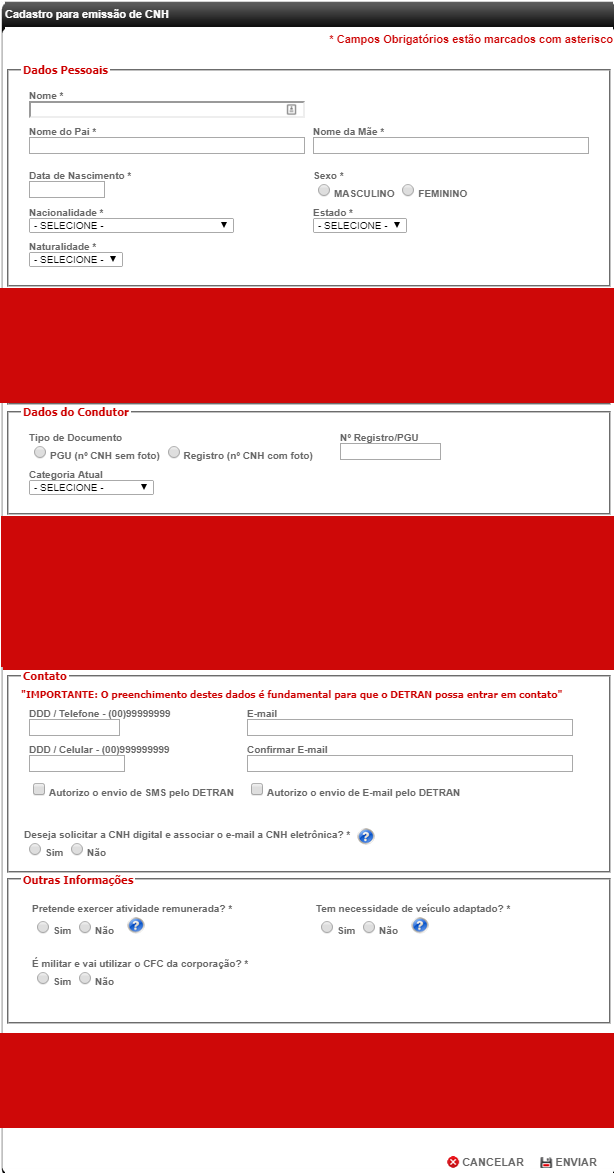 Cadastro para emissão de CNH
* Campos Obrigatórios estão marcados com asterisco
Dados Pessoais
Nome *
Nome do Pai * Nome da Mãe *
Data de Nascimento * Sexo *
MASCULINO FEMININO
Nacionalidade * Estado *
- SELECIONE - - SELECIONE -
Naturalidade *
- SELECIONE -
Dados do Condutor
Tipo de Documento Nº Registro/PGU
PGU (nº CNH sem foto) Registro (nº CNH com foto)
Categoria Atual
- SELECIONE -
Contato
"IMPORTANTE: O preenchimento destes dados é fundamental para que o DETRAN possa entrar em contato"
DDD / Telefone - (00)99999999 E-mail
DDD / Celular - (00)999999999 Confirmar E-mail
Autorizo o envio de SMS pelo DETRAN Autorizo o envio de E-mail pelo DETRAN
Deseja solicitar a CNH digital e associar o e-mail a CNH eletrônica? * ?
Sim Não
Outras Informações
Pretende exercer atividade remunerada? * Tem necessidade de veículo adaptado? *
Sim Não ? Sim Não ?
É militar e vai utilizar o CFC da corporação? *
Sim Não
CANCELAR ENVIAR